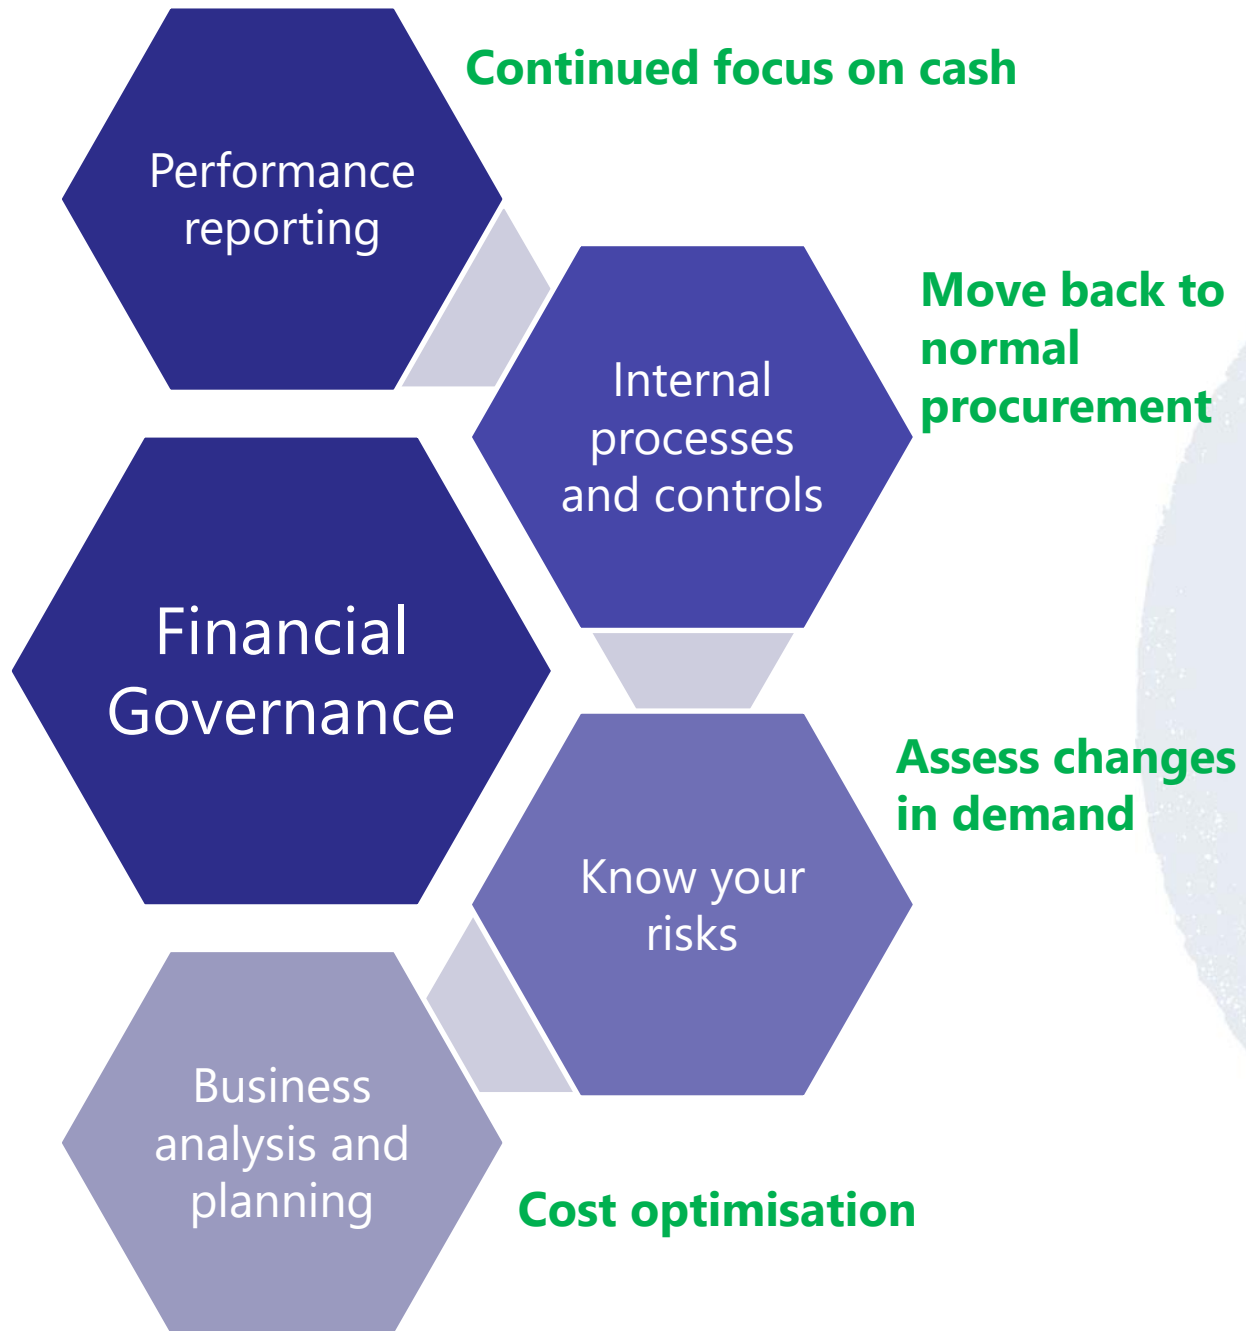 Continued focus on cash
Performance
reporting
Move back to
normal
procurement
Internal
processes
and controls
Financial
Governance
Assess changes
in demand
Know your
risks
Business
analysis and
planning
Cost optimisation